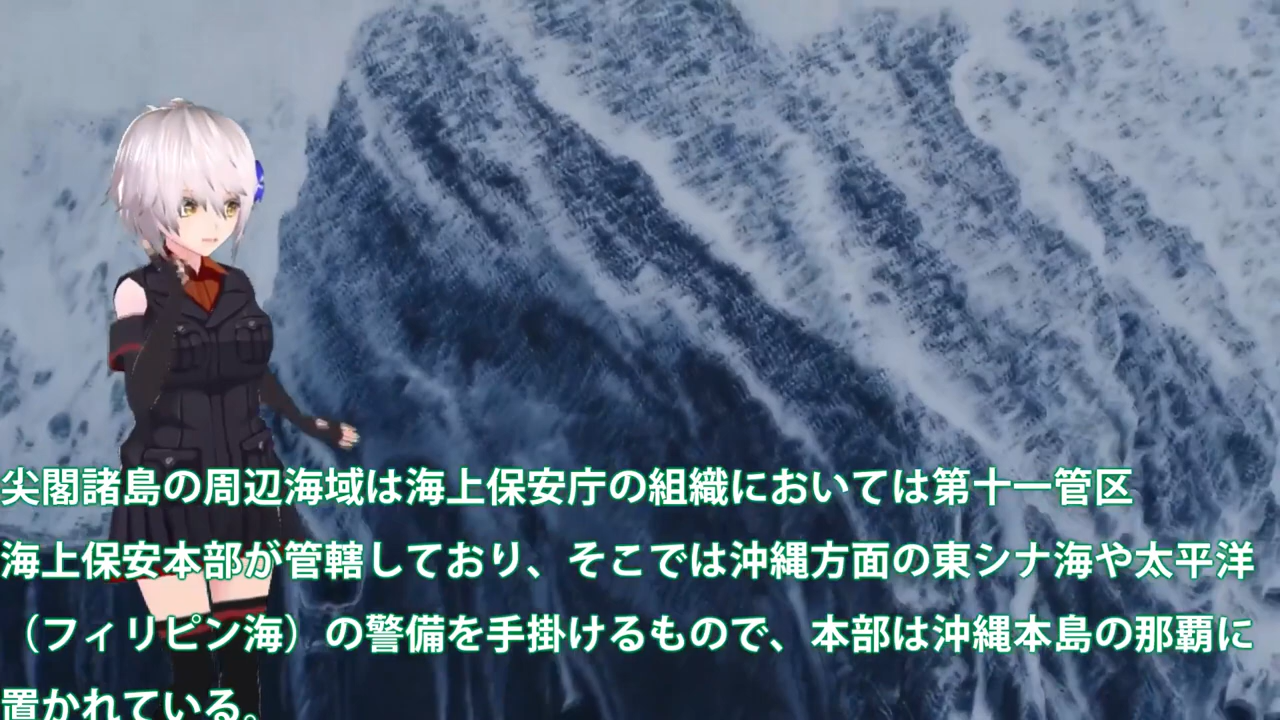 尖閣諸島の周辺海域は海上保安庁の組織においては第十一管区
海上保安本部が管轄しており、そこでは沖縄方面の東シナ海や太平洋
（フィリピン海）の警備を手掛けるもので、本部は沖縄本島の那覇に
置かれている。